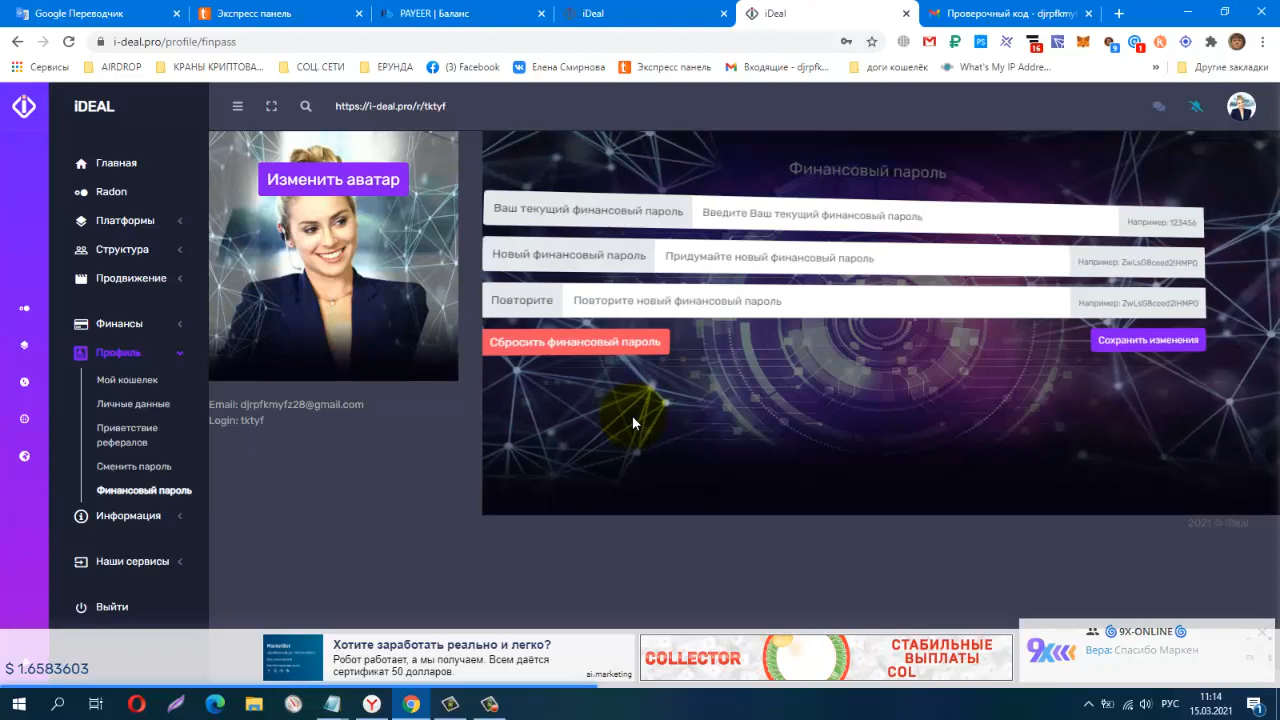 Google Переводчик
Экспресс панель
PAYEER | Баланс
iDeal
iDeal
Проверочный код - djrpfkmy
i-deal.pro/profile/finpass
16
9
1
Сервисы
AIRDROP
КРАНЫ КРИПТОВА...
СОЦ. СЕТИ
ЕРУНДА
(3) Facebook
Елена Смирнова
Экспресс панель
Входящие - djrpfk...
доги кошелёк
What's My IP Addre...
»
Другие закладки
iDEAL
https://i-deal.pro/r/tktyf
Главная
Radon
Платформы
Структура
Продвижение
Финансы
Профиль
Мой кошелек
Личные данные
Приветствие
рефералов
Сменить пароль
Финансовый пароль
Информация
Наши сервисы
Выйти
Изменить аватар
Email: djrpfkmyfz28@gmail.com
Login: tktyf
Финансовый пароль
Ваш текущий финансовый пароль
Введите Ваш текущий финансовый пароль
Например: 123456
Новый финансовый пароль
Придумайте новый финансовый пароль
Повторите
Повторите новый финансовый пароль
Сбросить финансовый пароль
Сохранить изменения
2021 © iDeal
S146583603
Хотите заработать реально и легко?
Робот работает, а мы получаем. Всем даётся
сертификат 50 долларов
ai.marketing
СТАБИЛЬНЫЕ
ВЫПЛАТЫ
COL
9X-ONLINE
Вера: Спасибо Маркен
РУС
11:14
15.03.2021